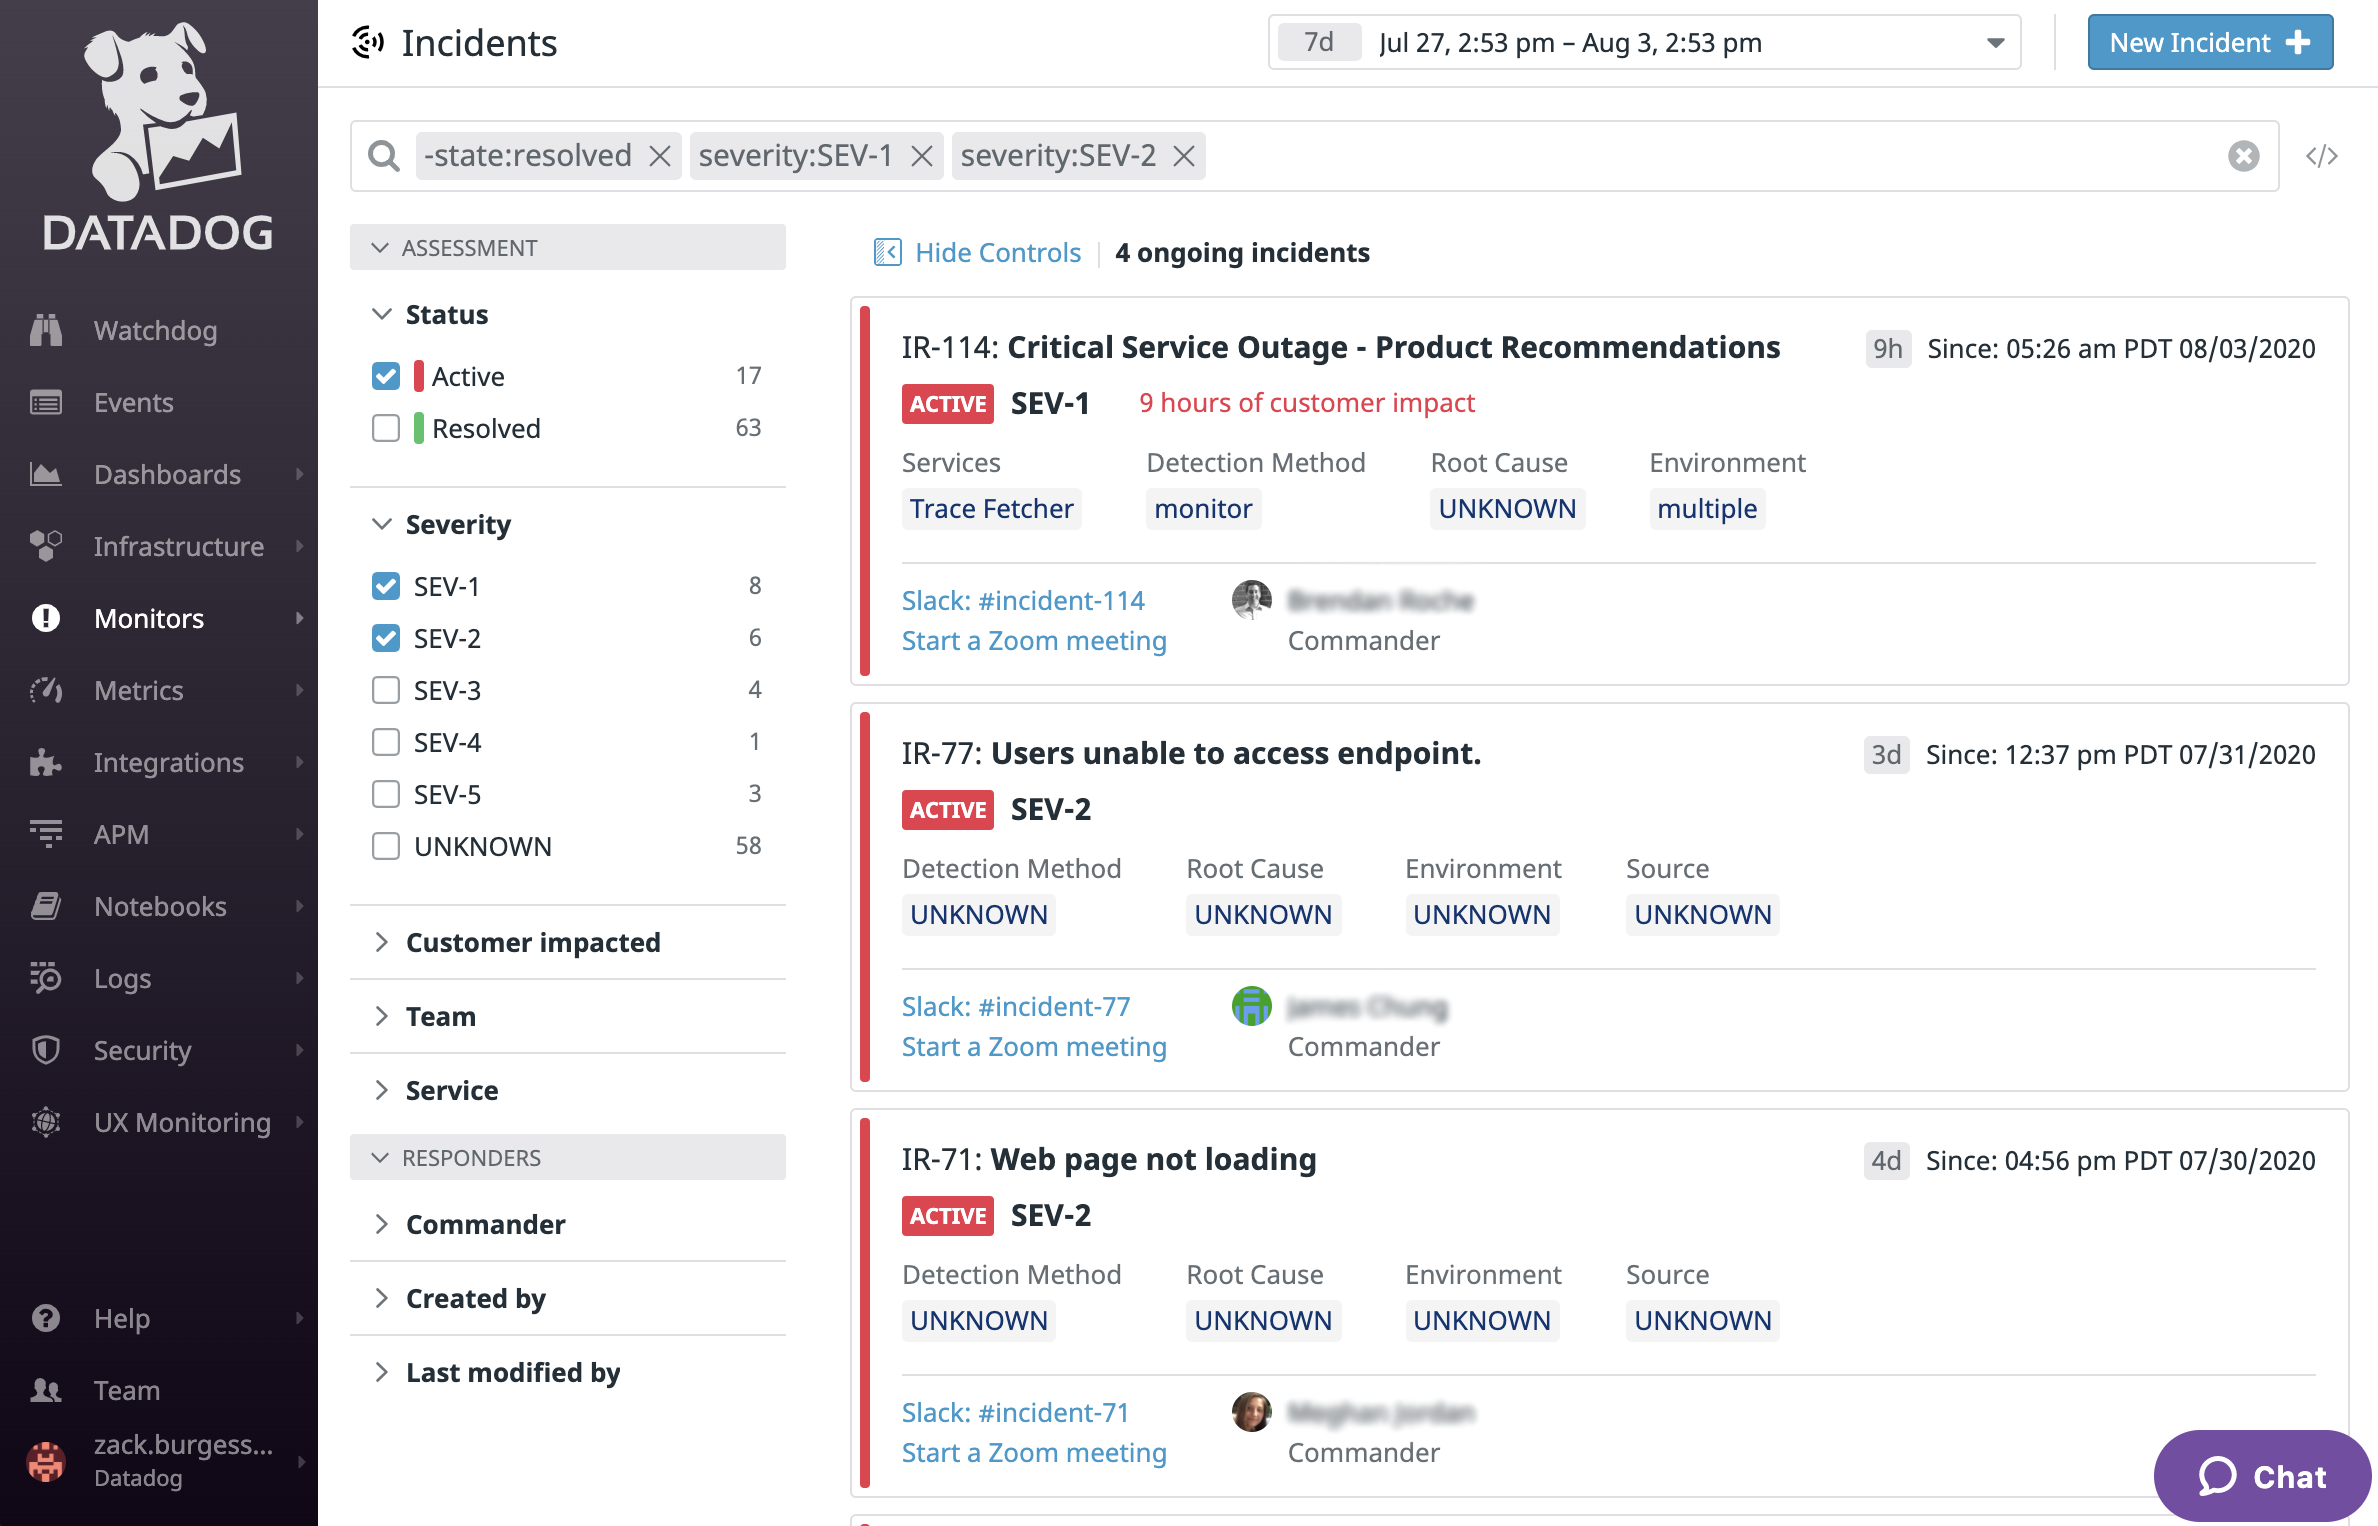 DATADOG
Watchdog
Events
Dashboards
Infrastructure
Monitors
Metrics
Integrations
APM
Notebooks
Logs
Security
UX Monitoring
Help
Team
zack.burgess...
Datadog
Incidents
7d Jul 27, 2:53 pm – Aug 3, 2:53 pm
New Incident
-state:resolved severity:SEV-1 severity:SEV-2
</>
ASSESSMENT
Status
Active 17
Resolved 63
Severity
SEV-1 8
SEV-2 6
SEV-3 4
SEV-4 1
SEV-5 3
UNKNOWN 58
Customer impacted
Team
Service
RESPONDERS
Commander
Created by
Last modified by
Hide Controls 4 ongoing incidents
IR-114: Critical Service Outage - Product Recommendations 9h Since: 05:26 am PDT 08/03/2020
ACTIVE SEV-1 9 hours of customer impact
Services Detection Method Root Cause Environment
Trace Fetcher monitor UNKNOWN multiple
Slack: #incident-114
Start a Zoom meeting Commander
IR-77: Users unable to access endpoint. 3d Since: 12:37 pm PDT 07/31/2020
ACTIVE SEV-2
Detection Method Root Cause Environment Source
UNKNOWN UNKNOWN UNKNOWN UNKNOWN
Slack: #incident-77
Start a Zoom meeting Commander
IR-71: Web page not loading 4d Since: 04:56 pm PDT 07/30/2020
ACTIVE SEV-2
Detection Method Root Cause Environment Source
UNKNOWN UNKNOWN UNKNOWN UNKNOWN
Slack: #incident-71
Start a Zoom meeting Commander
Chat